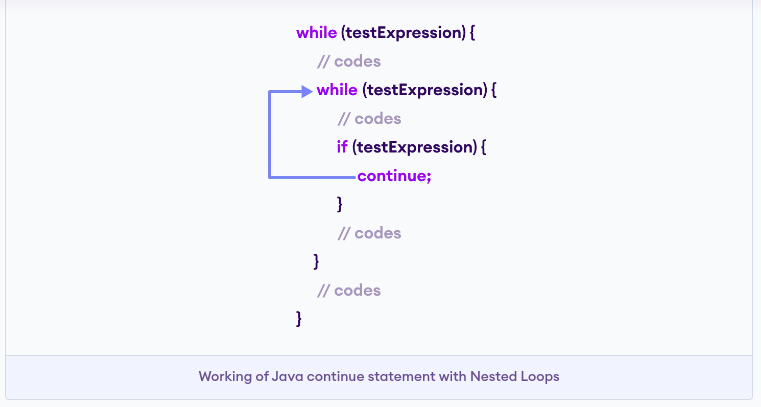 while (testExpression) {
// codes
while (testExpression) {
// codes
if (testExpression) {
continue;
}
// codes
}
// codes
}
Working of Java continue statement with Nested Loops